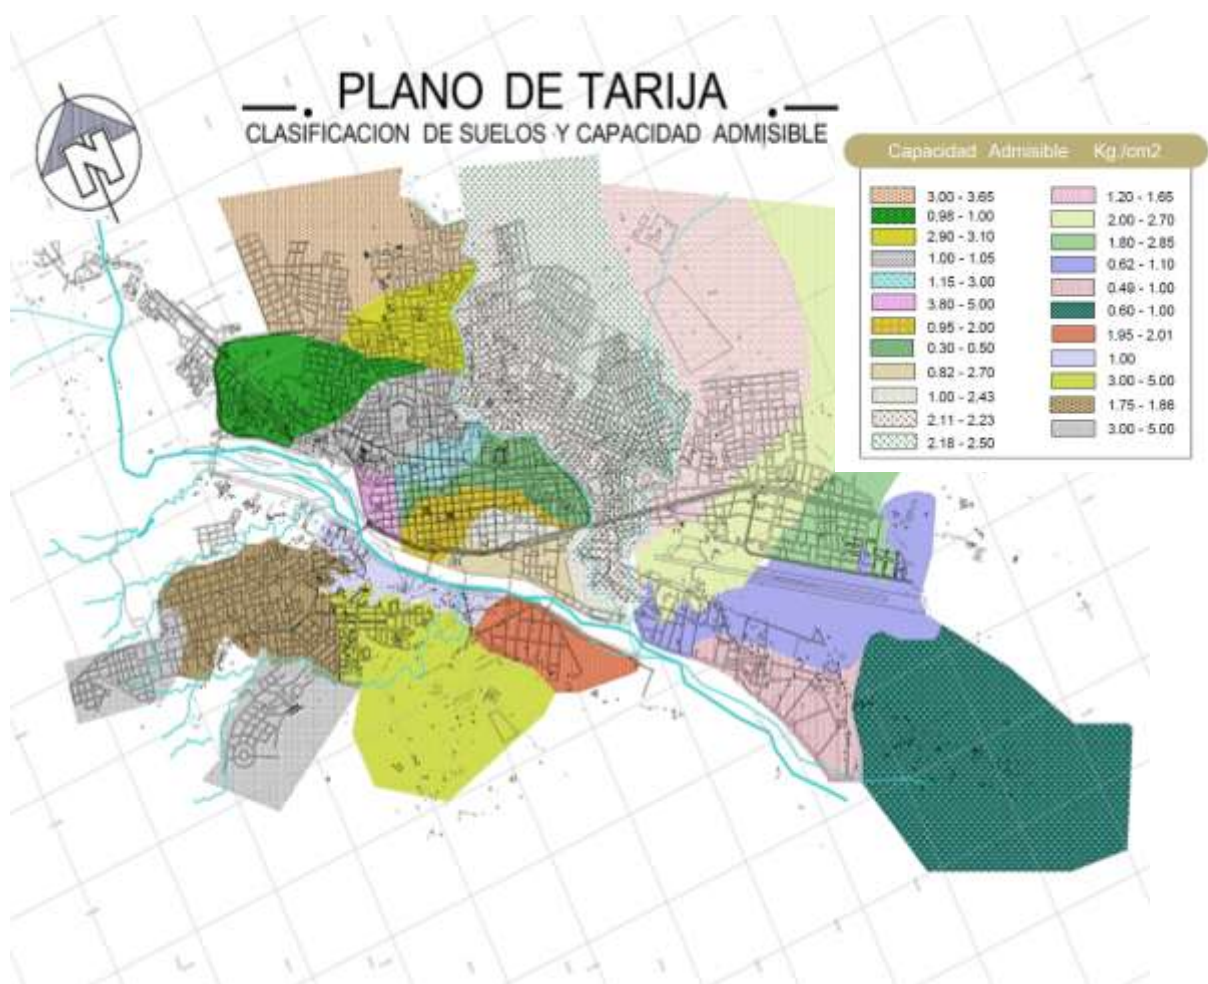 PLANO DE TARIJA
CLASIFICACION DE SUELOS Y CAPACIDAD ADMISIBLE
N
Capacidad Admisible Kg./cm2
3.00 - 3.65
0.98 - 1.00
2.90 - 3.10
1.00 - 1.05
1.15 - 3.00
3.80 - 5.00
0.95 - 2.00
0.30 - 0.50
0.82 - 2.70
1.00 - 2.43
2.11 - 2.23
2.18 - 2.50
1.20 - 1.65
2.00 - 2.70
1.80 - 2.85
0.62 - 1.10
0.49 - 1.00
0.60 - 1.00
1.95 - 2.01
1.00
3.00 - 5.00
1.75 - 1.86
3.00 - 5.00